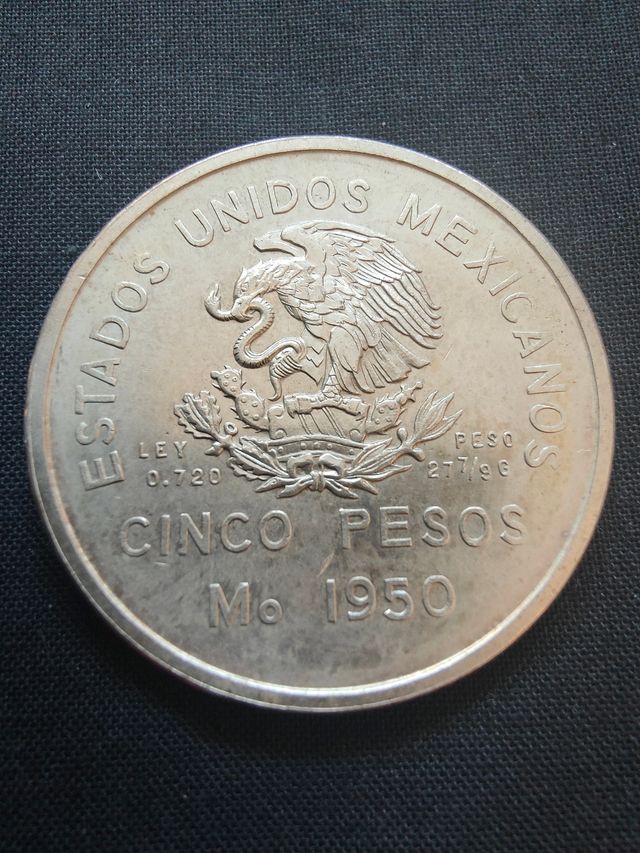 ESTADOS UNIDOS MEXICANOS
LEY
0.720
PESO
27 7/9 G
CINCO PESOS
Mo 1950